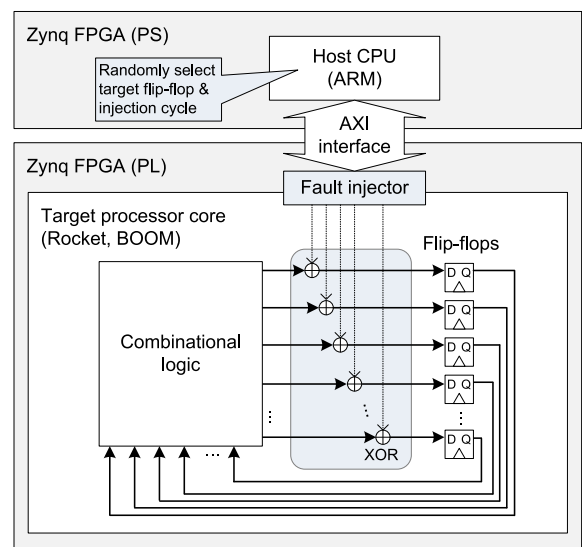 Zynq FPGA (PS)
Host CPU
(ARM)
Randomly select
target flip-flop &
injection cycle
AXI
interface
Zynq FPGA (PL)
Fault injector
Target processor core
(Rocket, BOOM)
Flip-flops
Combinational
logic
D Q
D Q
D Q
D Q
D Q
XOR